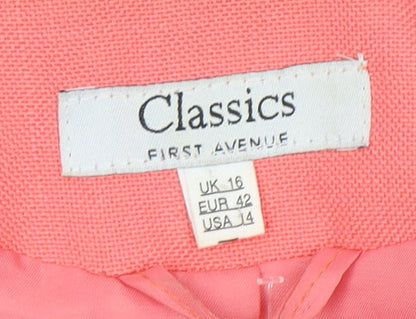 Classics
FIRST AVENUE
UK 16
EUR 42
USA 14